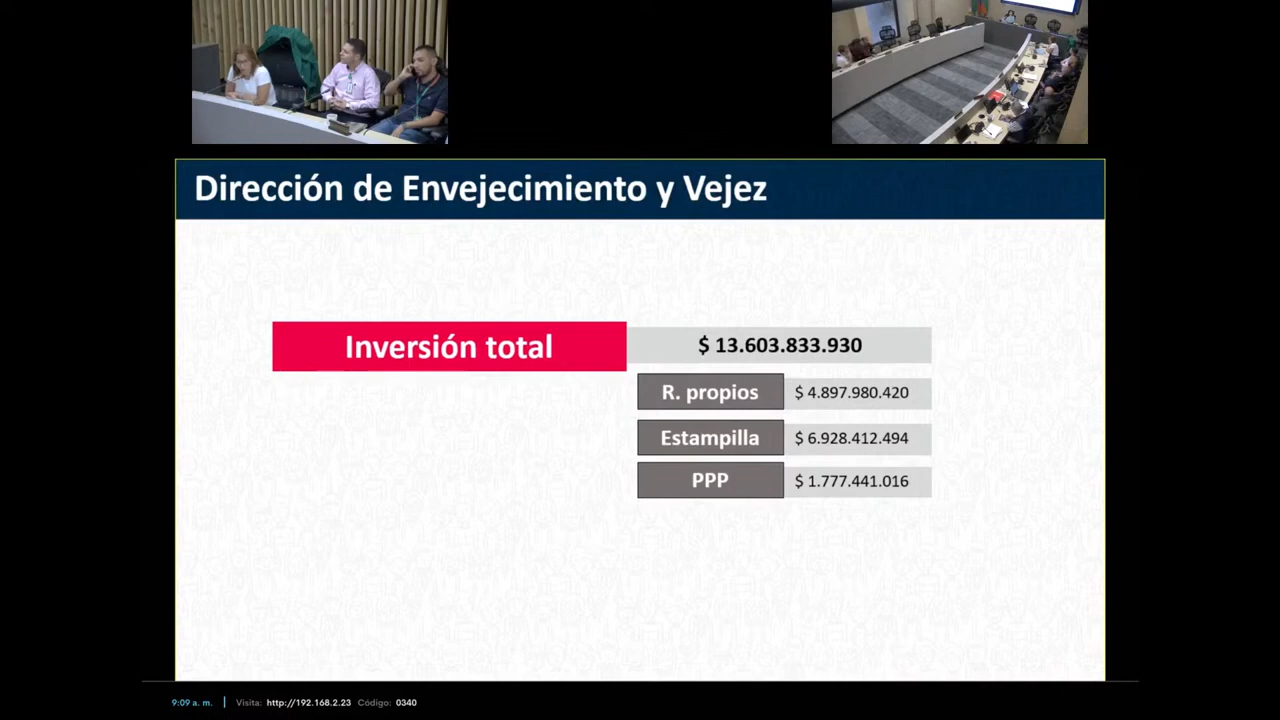 Dirección de Envejecimiento y Vejez
Inversión total
$ 13.603.833.930
R. propios
$ 4.897.980.420
Estampilla
$ 6.928.412.494
PPP
$ 1.777.441.016
9:09 a. m. | Visita: http://192.168.2.23 Código: 0340